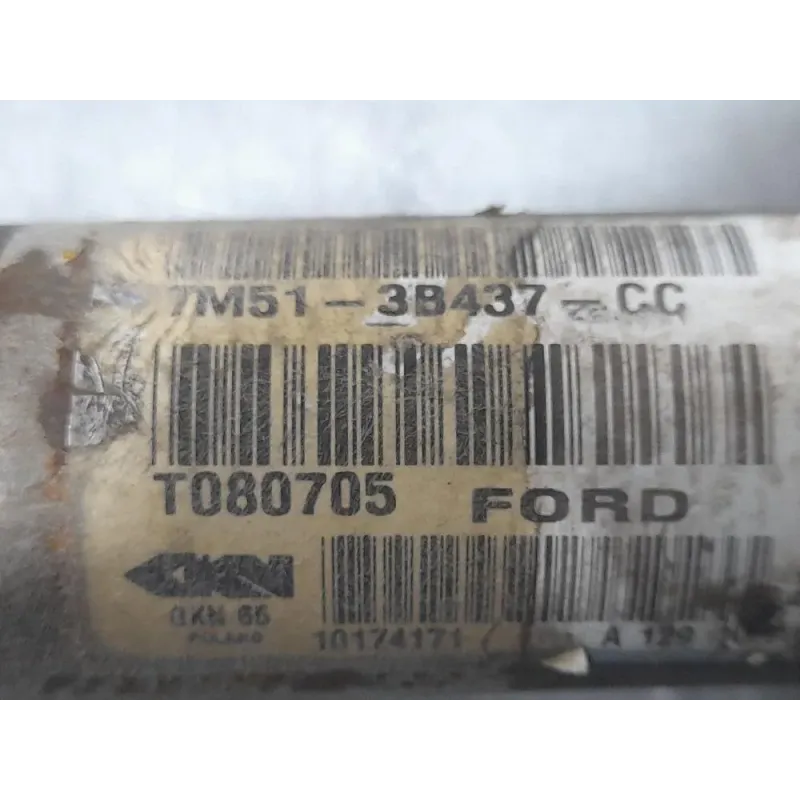 7M51-3B437-CC
T080705 FORD
GKN
GKN 65
POLAND
10174171 A 129